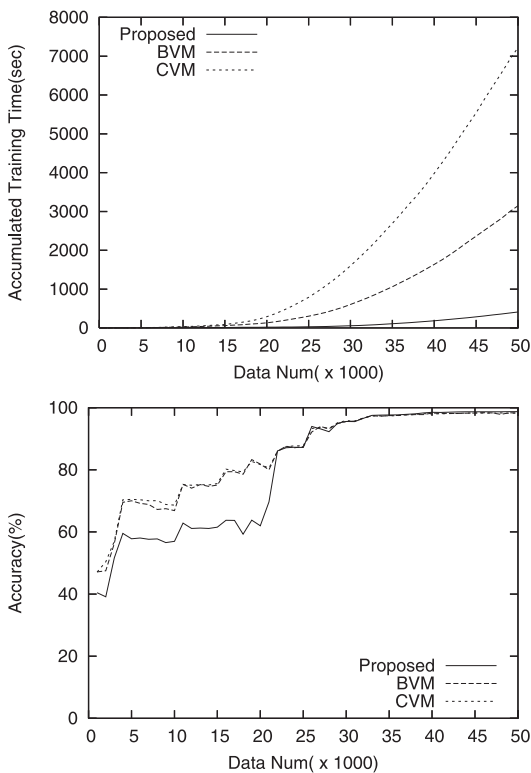 8000
7000
6000
5000
4000
3000
2000
1000
0
Accumulated Training Time(sec)
Proposed
BVM
CVM
0 5 10 15 20 25 30 35 40 45 50
Data Num( x 1000)
100
80
60
40
20
0
Accuracy(%)
Proposed
BVM
CVM
0 5 10 15 20 25 30 35 40 45 50
Data Num( x 1000)